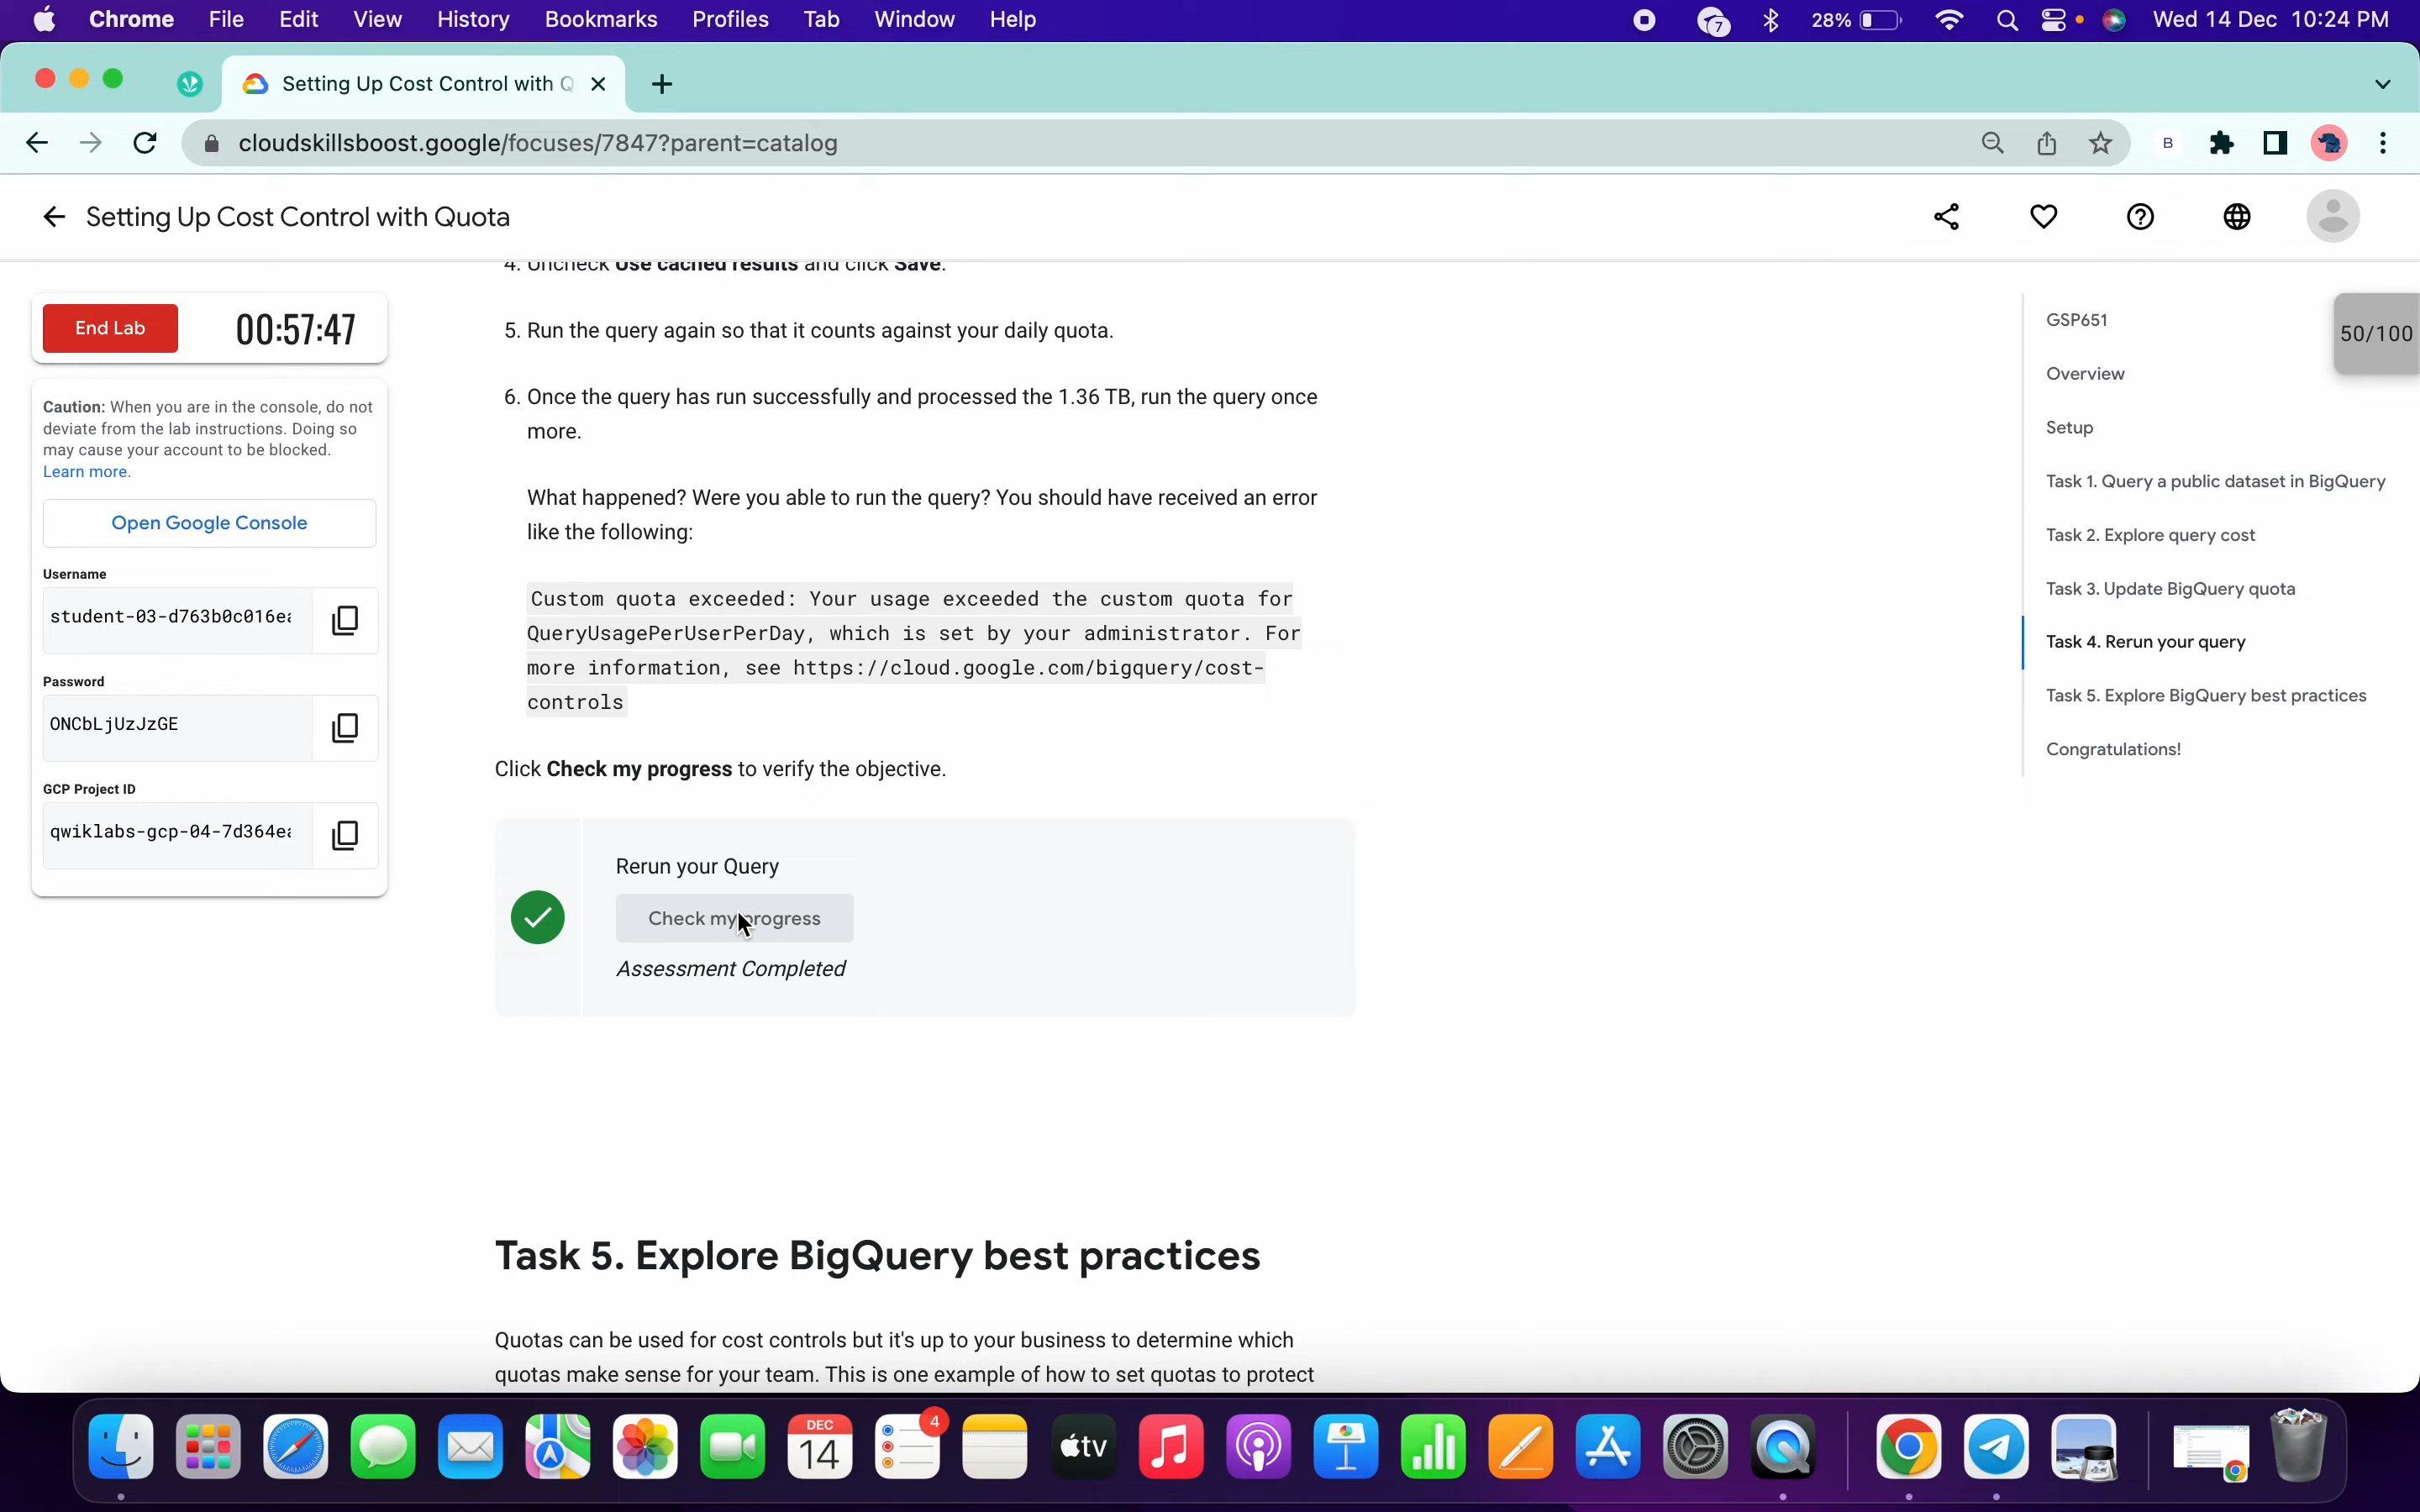 Chrome File Edit View History Bookmarks Profiles Tab Window Help 7 28% Wed 14 Dec 10:24 PM
Setting Up Cost Control with Q
cloudskillsboost.google/focuses/7847?parent=catalog B
Setting Up Cost Control with Quota
4. Uncheck Use cached results and click Save.
End Lab 00:57:47
Caution: When you are in the console, do not
deviate from the lab instructions. Doing so
may cause your account to be blocked.
Learn more.
Open Google Console
Username
student-03-d763b0c016e
Password
ONCbLjUzJzGE
GCP Project ID
qwiklabs-gcp-04-7d364e
5. Run the query again so that it counts against your daily quota.
6. Once the query has run successfully and processed the 1.36 TB, run the query once
more.
What happened? Were you able to run the query? You should have received an error
like the following:
Custom quota exceeded: Your usage exceeded the custom quota for
QueryUsagePerUserPerDay, which is set by your administrator. For
more information, see https://cloud.google.com/bigquery/cost-
controls
Click Check my progress to verify the objective.
Rerun your Query
Check my progress
Assessment Completed
Task 5. Explore BigQuery best practices
Quotas can be used for cost controls but it's up to your business to determine which
quotas make sense for your team. This is one example of how to set quotas to protect
GSP651
Overview
Setup
Task 1. Query a public dataset in BigQuery
Task 2. Explore query cost
Task 3. Update BigQuery quota
Task 4. Rerun your query
Task 5. Explore BigQuery best practices
Congratulations!
50/100
DEC
14
4
tv